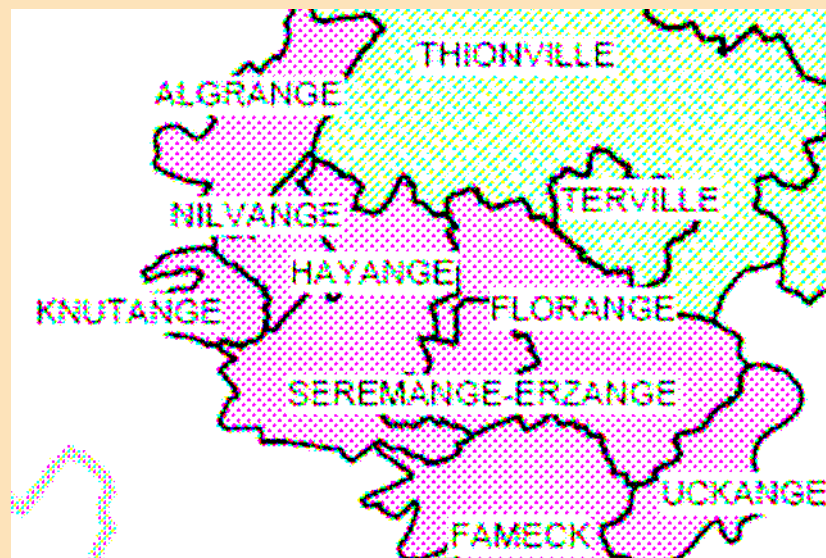 THIONVILLE
ALGRANGE
TERVILLE
NILVANGE
HAYANGE
KNUTANGE
FLORANGE
SEREMANGE-ERZANGE
UCKANGE
FAMECK